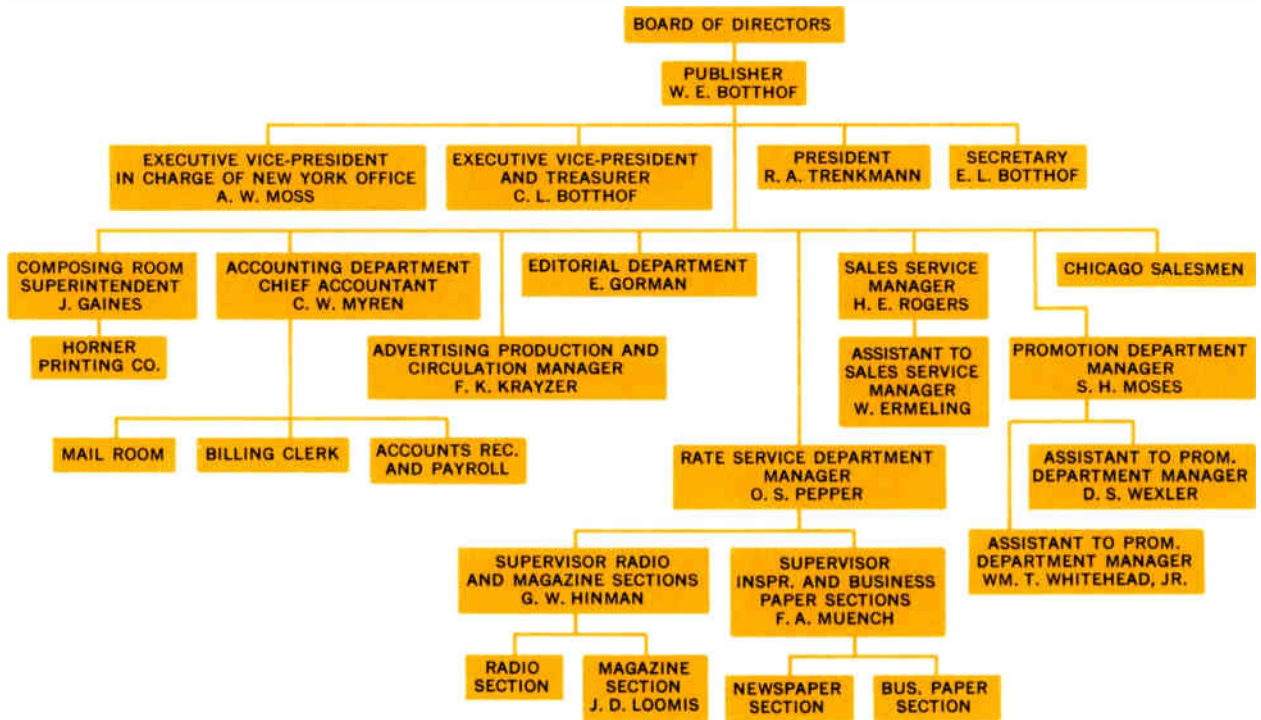 BOARD OF DIRECTORS
PUBLISHER
W. E. BOTTHOF
EXECUTIVE VICE-PRESIDENT
IN CHARGE OF NEW YORK OFFICE
A. W. MOSS
EXECUTIVE VICE-PRESIDENT
AND TREASURER
C. L. BOTTHOF
PRESIDENT
R. A. TRENKMANN
SECRETARY
E. L. BOTTHOF
COMPOSING ROOM
SUPERINTENDENT
J. GAINES
ACCOUNTING DEPARTMENT
CHIEF ACCOUNTANT
C. W. MYREN
EDITORIAL DEPARTMENT
E. GORMAN
SALES SERVICE
MANAGER
H. E. ROGERS
CHICAGO SALESMEN
HORNER
PRINTING CO.
ADVERTISING PRODUCTION AND
CIRCULATION MANAGER
F. K. KRAYZER
ASSISTANT TO
SALES SERVICE
MANAGER
W. ERMELING
PROMOTION DEPARTMENT
MANAGER
S. H. MOSES
MAIL ROOM
BILLING CLERK
ACCOUNTS REC.
AND PAYROLL
RATE SERVICE DEPARTMENT
MANAGER
O. S. PEPPER
ASSISTANT TO PROM.
DEPARTMENT MANAGER
D. S. WEXLER
ASSISTANT TO PROM.
DEPARTMENT MANAGER
WM. T. WHITEHEAD, JR.
SUPERVISOR RADIO
AND MAGAZINE SECTIONS
G. W. HINMAN
SUPERVISOR
INSPR. AND BUSINESS
PAPER SECTIONS
F. A. MUENCH
RADIO
SECTION
MAGAZINE
SECTION
J. D. LOOMIS
NEWSPAPER
SECTION
BUS. PAPER
SECTION